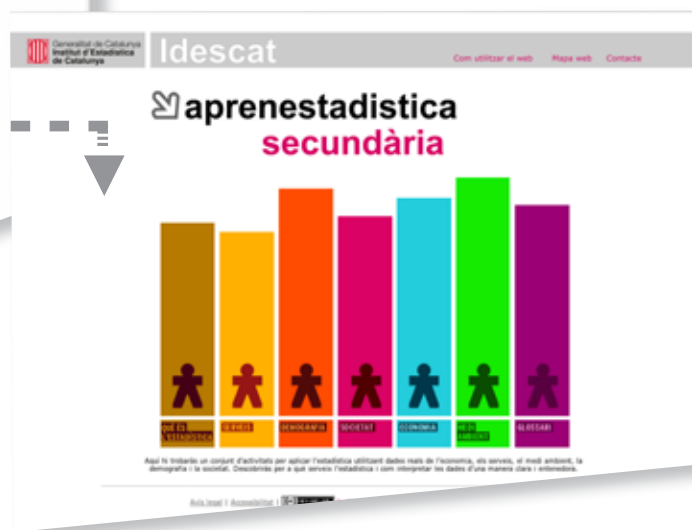 Generalitat de Catalunya
Institut d'Estadística
de Catalunya
Idescat
Com utilitzar el web Mapa web Contacte
aprenestadistica
secundària
QUÈ ÉS
L'ESTADÍSTICA
SERVEIS
DEMOGRAFIA
SOCIETAT
ECONOMIA
MEDI
AMBIENT
GLOSSARI
Aquí hi trobaràs un conjunt d'activitats per aplicar l'estadística utilitzant dades reals de l'economia, els serveis, el medi ambient, la
demografia i la societat. Descobriràs per a què serveix l'estadística i com interpretar les dades d'una manera clara i entenedora.
Avís legal | Accessibilitat |